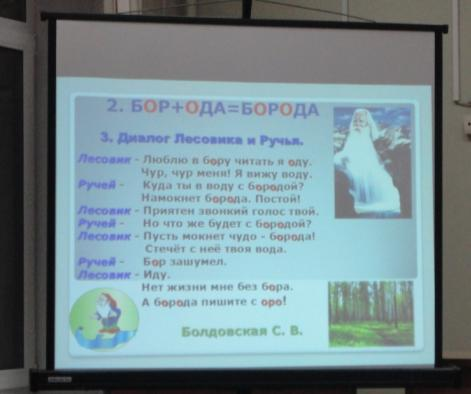 2. БОР+ОДА=БОРОДА
3. Диалог Лесовика и Ручья.
Лесовик - Люблю в бору читать я оду.
Чур, чур меня! Я вижу воду.
Ручей - Куда ты в воду с бородой?
Намокнет борода. Постой!
Лесовик - Приятен звонкий голос твой.
Ручей - Но что же будет с бородой?
Лесовик - Пусть мокнет чудо - борода!
Стечёт с неё твоя вода.
Ручей - Бор зашумел.
Лесовик - Иду.
Нет жизни мне без бора.
А борода пишите с оро!
Болдовская С. В.